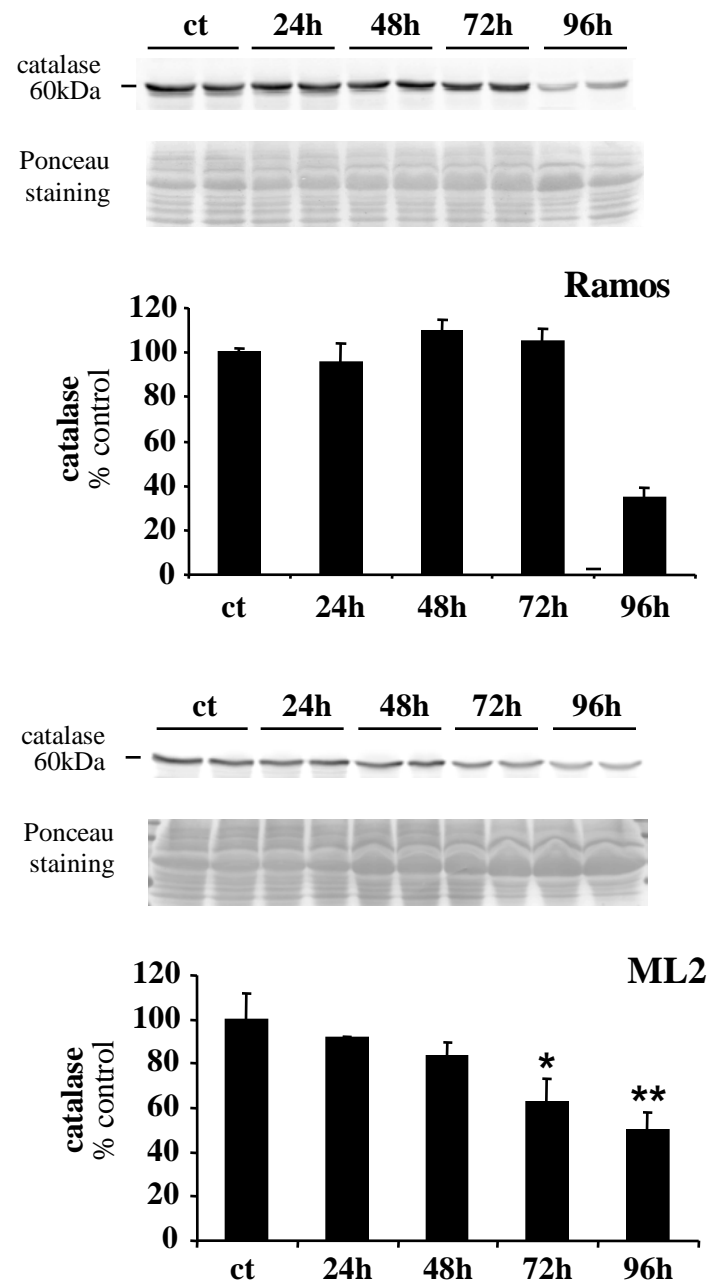 ct 24h 48h 72h 96h
catalase
60kDa
Ponceau
staining
Ramos
catalase
% control
120
100
80
60
40
20
0
ct 24h 48h 72h 96h
ct 24h 48h 72h 96h
catalase
60kDa
Ponceau
staining
ML2
catalase
% control
120
100
80
60
40
20
0
*
**
ct 24h 48h 72h 96h